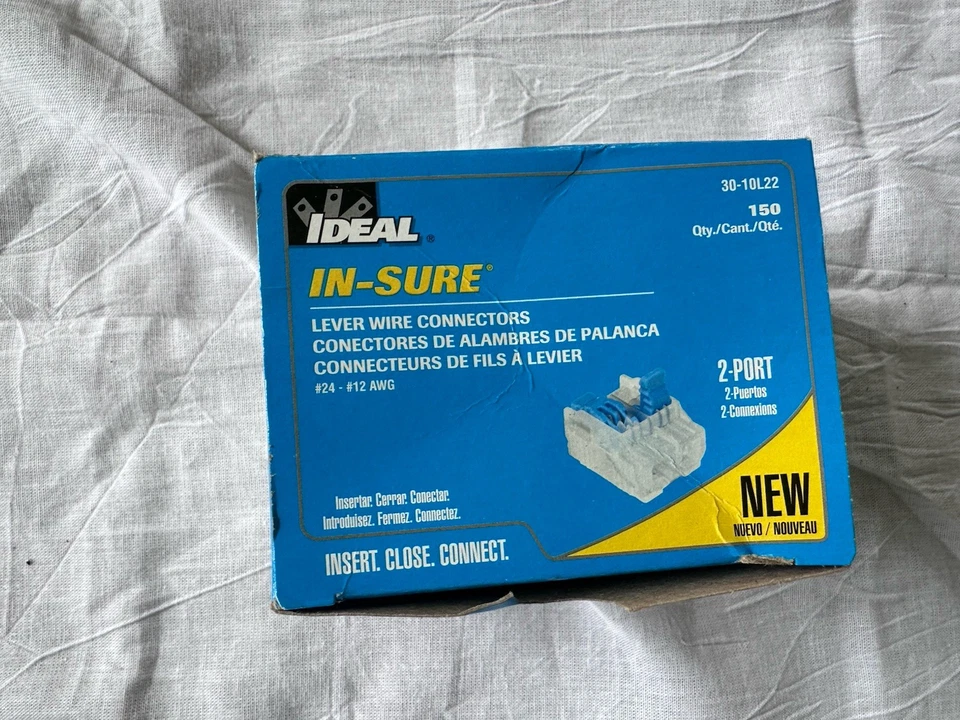 IDEAL®
30-10L22
150
Qty./Cant./Qté.
IN-SURE®
LEVER WIRE CONNECTORS
CONECTORES DE ALAMBRES DE PALANCA
CONNECTEURS DE FILS À LEVIER
#24 - #12 AWG
2-PORT
2-Puertos
2-Connexions
Insertar. Cerrar. Conectar.
Introduisez. Fermez. Connectez.
INSERT. CLOSE. CONNECT.
NEW
NUEVO / NOUVEAU